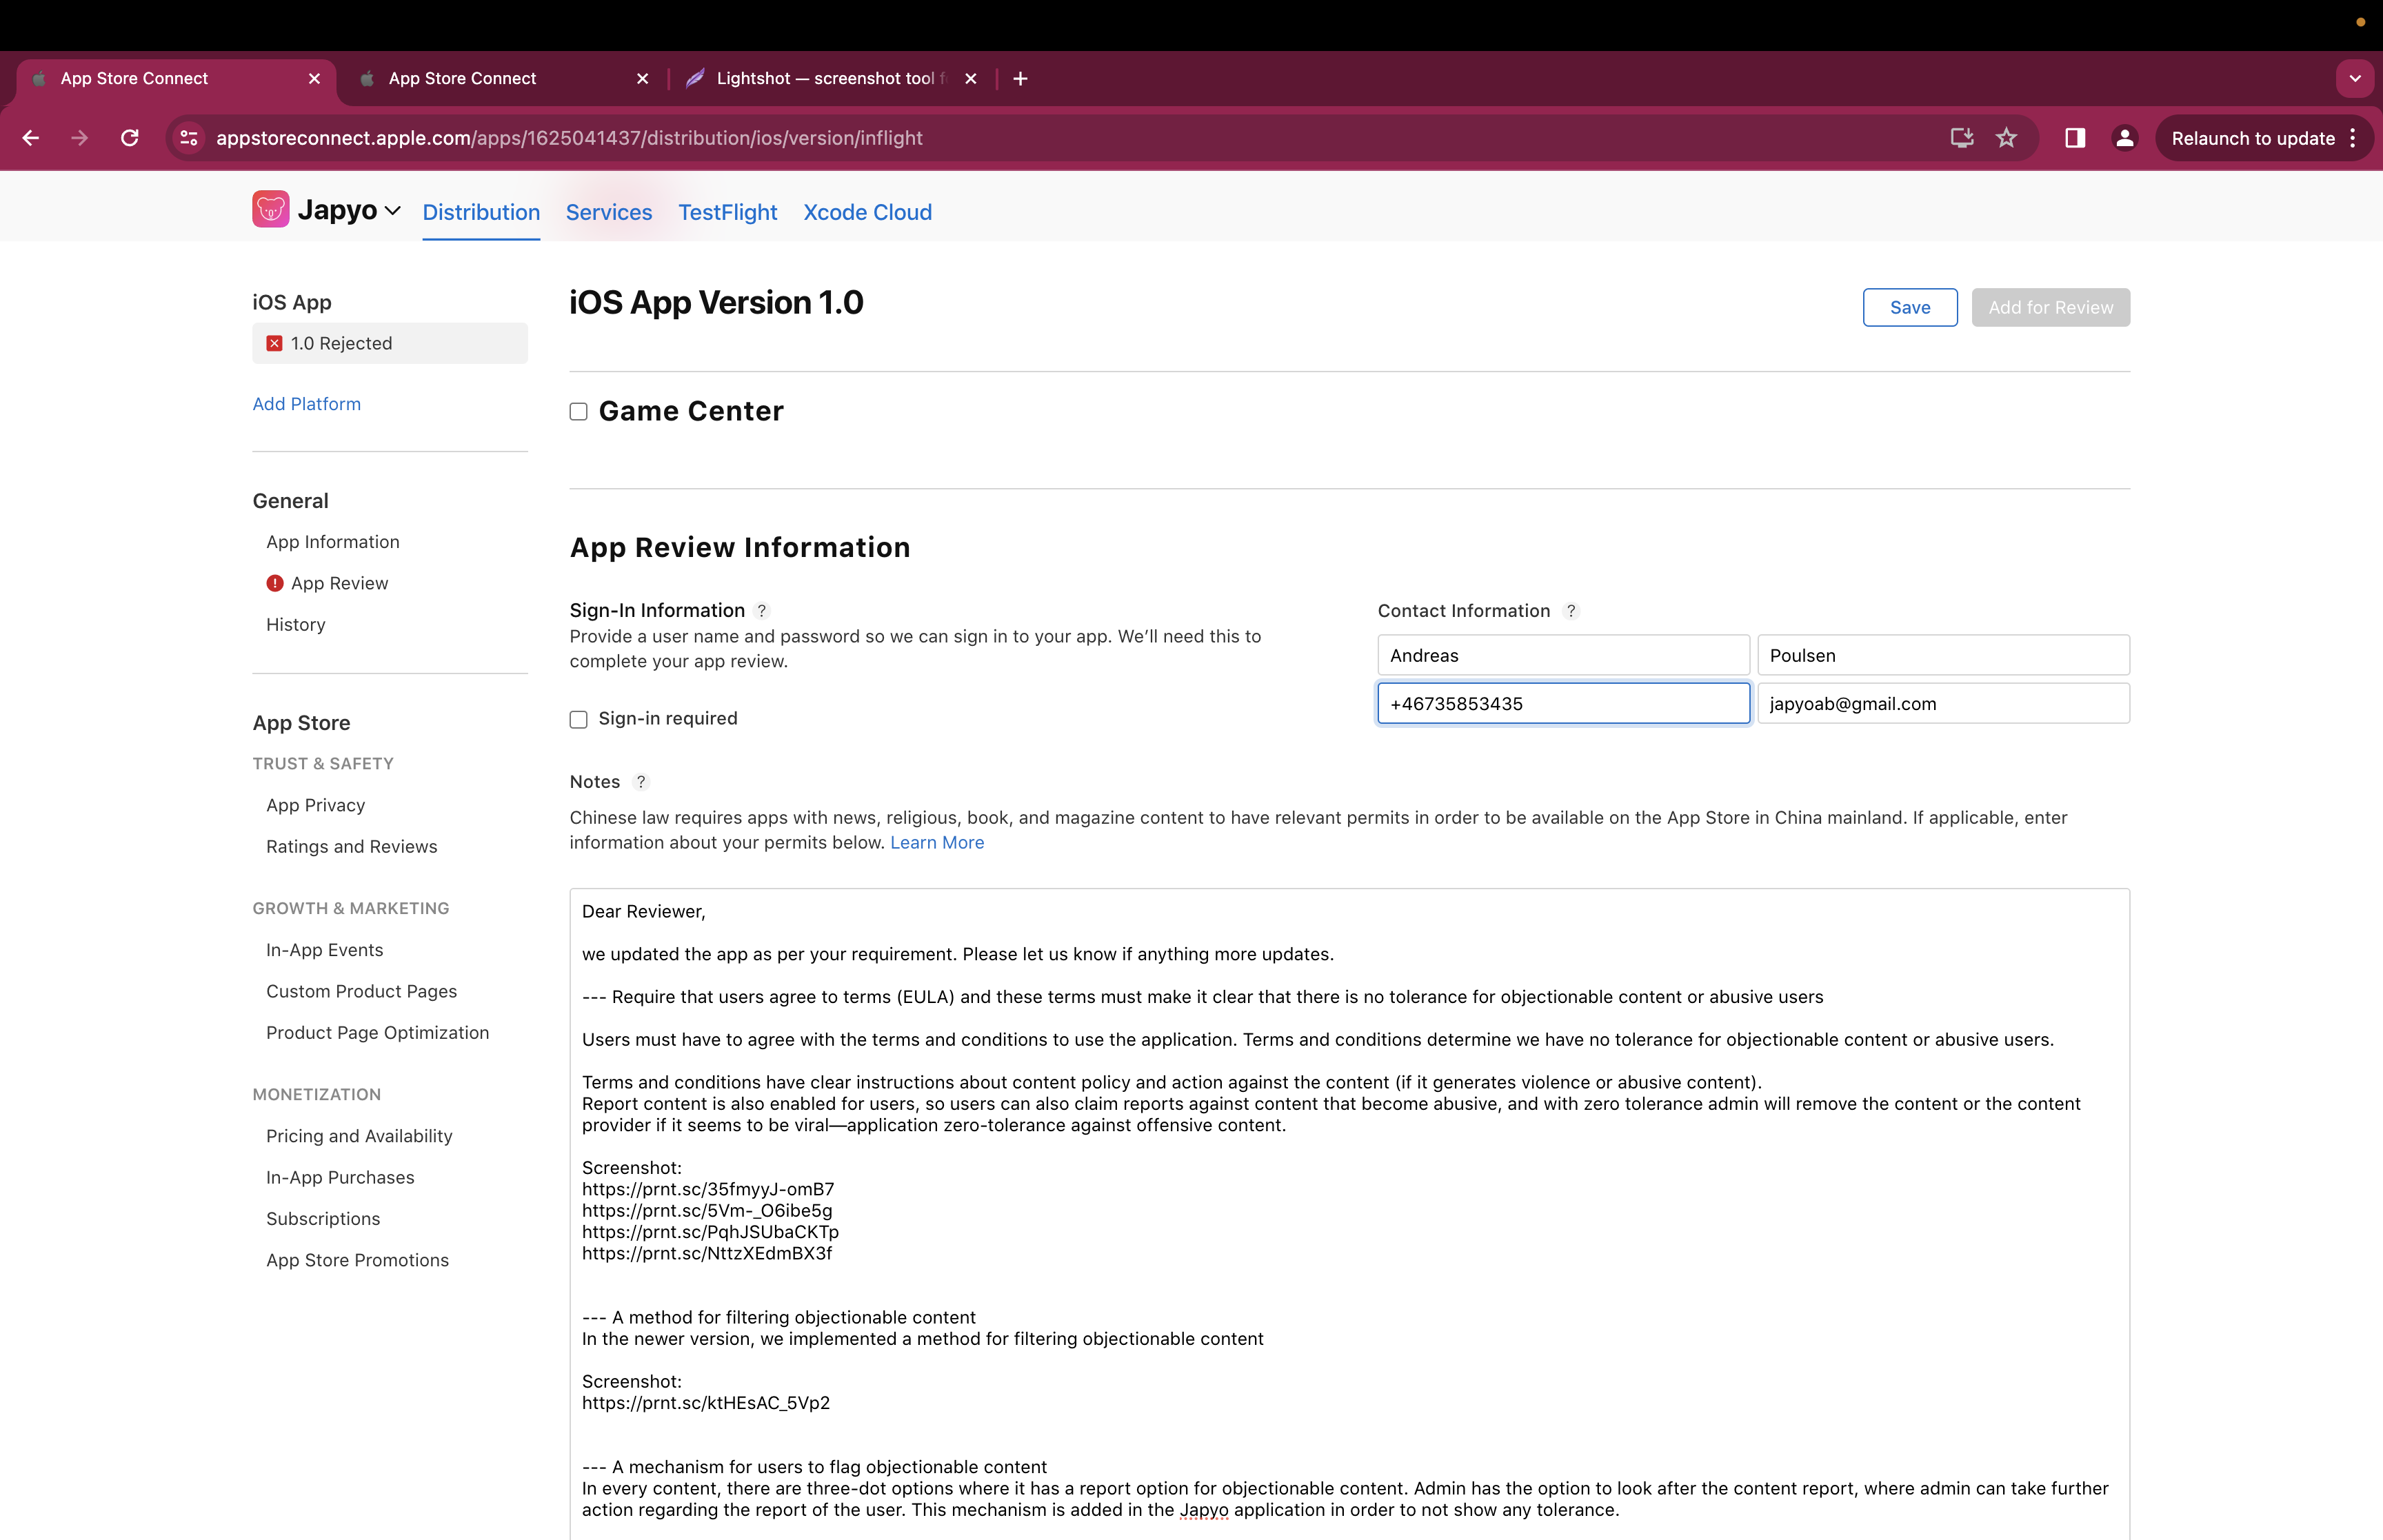 App Store Connect
App Store Connect
Lightshot — screenshot tool f
appstoreconnect.apple.com/apps/1625041437/distribution/ios/version/inflight
Relaunch to update
Japyo
Distribution
Services
TestFlight
Xcode Cloud
iOS App
1.0 Rejected
Add Platform
General
App Information
App Review
History
App Store
TRUST & SAFETY
App Privacy
Ratings and Reviews
GROWTH & MARKETING
In-App Events
Custom Product Pages
Product Page Optimization
MONETIZATION
Pricing and Availability
In-App Purchases
Subscriptions
App Store Promotions
iOS App Version 1.0
Save
Add for Review
Game Center
App Review Information
Sign-In Information ?
Provide a user name and password so we can sign in to your app. We’ll need this to
complete your app review.
Sign-in required
Contact Information ?
Andreas
Poulsen
+46735853435
japyoab@gmail.com
Notes ?
Chinese law requires apps with news, religious, book, and magazine content to have relevant permits in order to be available on the App Store in China mainland. If applicable, enter
information about your permits below. Learn More
Dear Reviewer,
we updated the app as per your requirement. Please let us know if anything more updates.
--- Require that users agree to terms (EULA) and these terms must make it clear that there is no tolerance for objectionable content or abusive users
Users must have to agree with the terms and conditions to use the application. Terms and conditions determine we have no tolerance for objectionable content or abusive users.
Terms and conditions have clear instructions about content policy and action against the content (if it generates violence or abusive content).
Report content is also enabled for users, so users can also claim reports against content that become abusive, and with zero tolerance admin will remove the content or the content
provider if it seems to be viral—application zero-tolerance against offensive content.
Screenshot:
https://prnt.sc/35fmyyJ-omB7
https://prnt.sc/5Vm-_O6ibe5g
https://prnt.sc/PqhJSUbaCKTp
https://prnt.sc/NttzXEdmBX3f
--- A method for filtering objectionable content
In the newer version, we implemented a method for filtering objectionable content
Screenshot:
https://prnt.sc/ktHEsAC_5Vp2
--- A mechanism for users to flag objectionable content
In every content, there are three-dot options where it has a report option for objectionable content. Admin has the option to look after the content report, where admin can take further
action regarding the report of the user. This mechanism is added in the Japyo application in order to not show any tolerance.